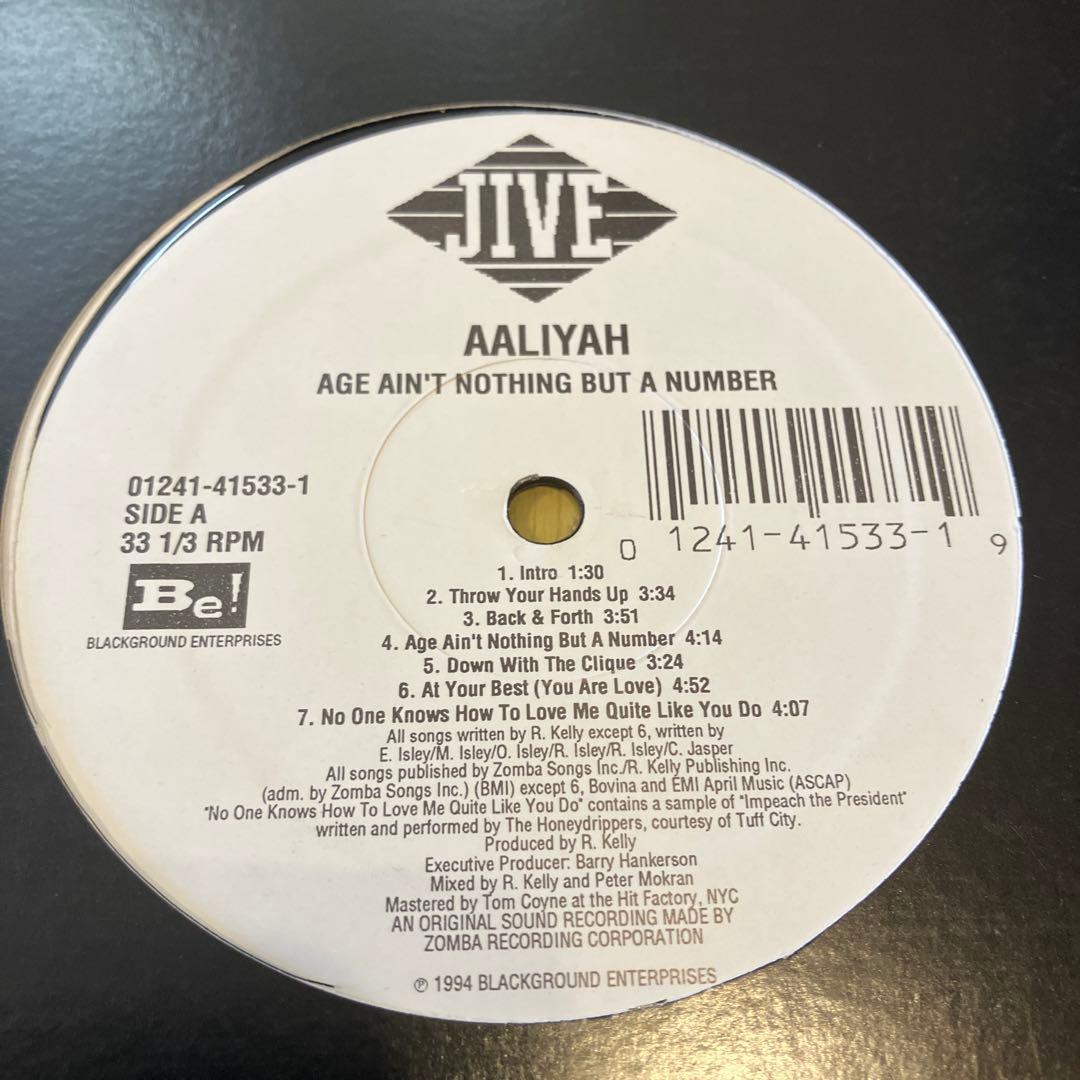 JIVE
AALIYAH
AGE AIN'T NOTHING BUT A NUMBER
01241-41533-1
SIDE A
33 1/3 RPM
Be!
BLACKGROUND ENTERPRISES
0 1241-41533-1 9
1. Intro 1:30
2. Throw Your Hands Up 3:34
3. Back & Forth 3:51
4. Age Ain't Nothing But A Number 4:14
5. Down With The Clique 3:24
6. At Your Best (You Are Love) 4:52
7. No One Knows How To Love Me Quite Like You Do 4:07
All songs written by R. Kelly except 6, written by
E. Isley/M. Isley/O. Isley/R. Isley/R. Isley/C. Jasper
All songs published by Zomba Songs Inc./R. Kelly Publishing Inc.
(adm. by Zomba Songs Inc.) (BMI) except 6, Bovina and EMI April Music (ASCAP)
"No One Knows How To Love Me Quite Like You Do" contains a sample of "Impeach the President"
written and performed by The Honeydrippers, courtesy of Tuff City.
Produced by R. Kelly
Executive Producer: Barry Hankerson
Mixed by R. Kelly and Peter Mokran
Mastered by Tom Coyne at the Hit Factory, NYC
AN ORIGINAL SOUND RECORDING MADE BY
ZOMBA RECORDING CORPORATION
℗ 1994 BLACKGROUND ENTERPRISES